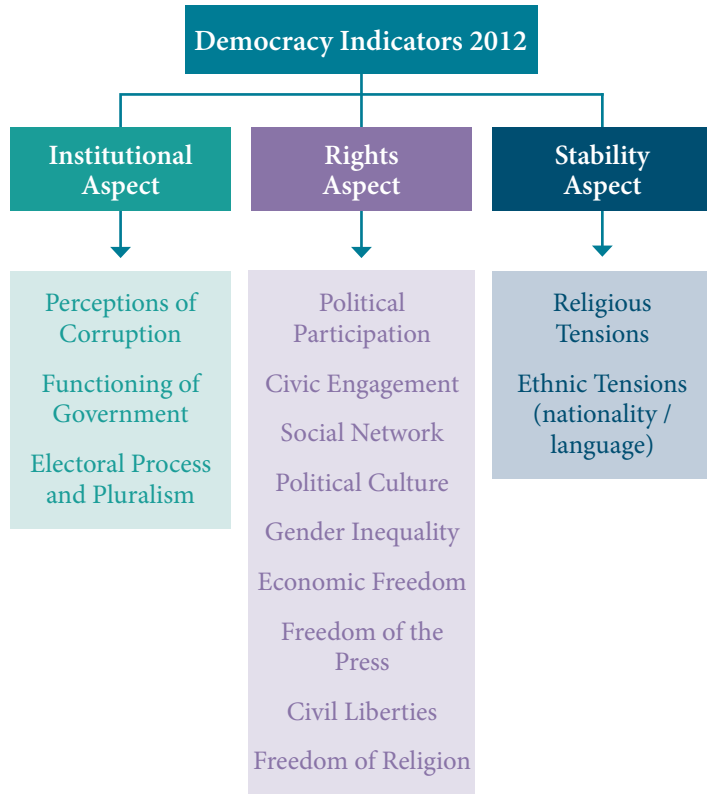 Democracy Indicators 2012
Institutional
Aspect
Perceptions of
Corruption
Functioning of
Government
Electoral Process
and Pluralism
Rights
Aspect
Political
Participation
Civic Engagement
Social Network
Political Culture
Gender Inequality
Economic Freedom
Freedom of the
Press
Civil Liberties
Freedom of Religion
Stability
Aspect
Religious
Tensions
Ethnic Tensions
(nationality /
language)